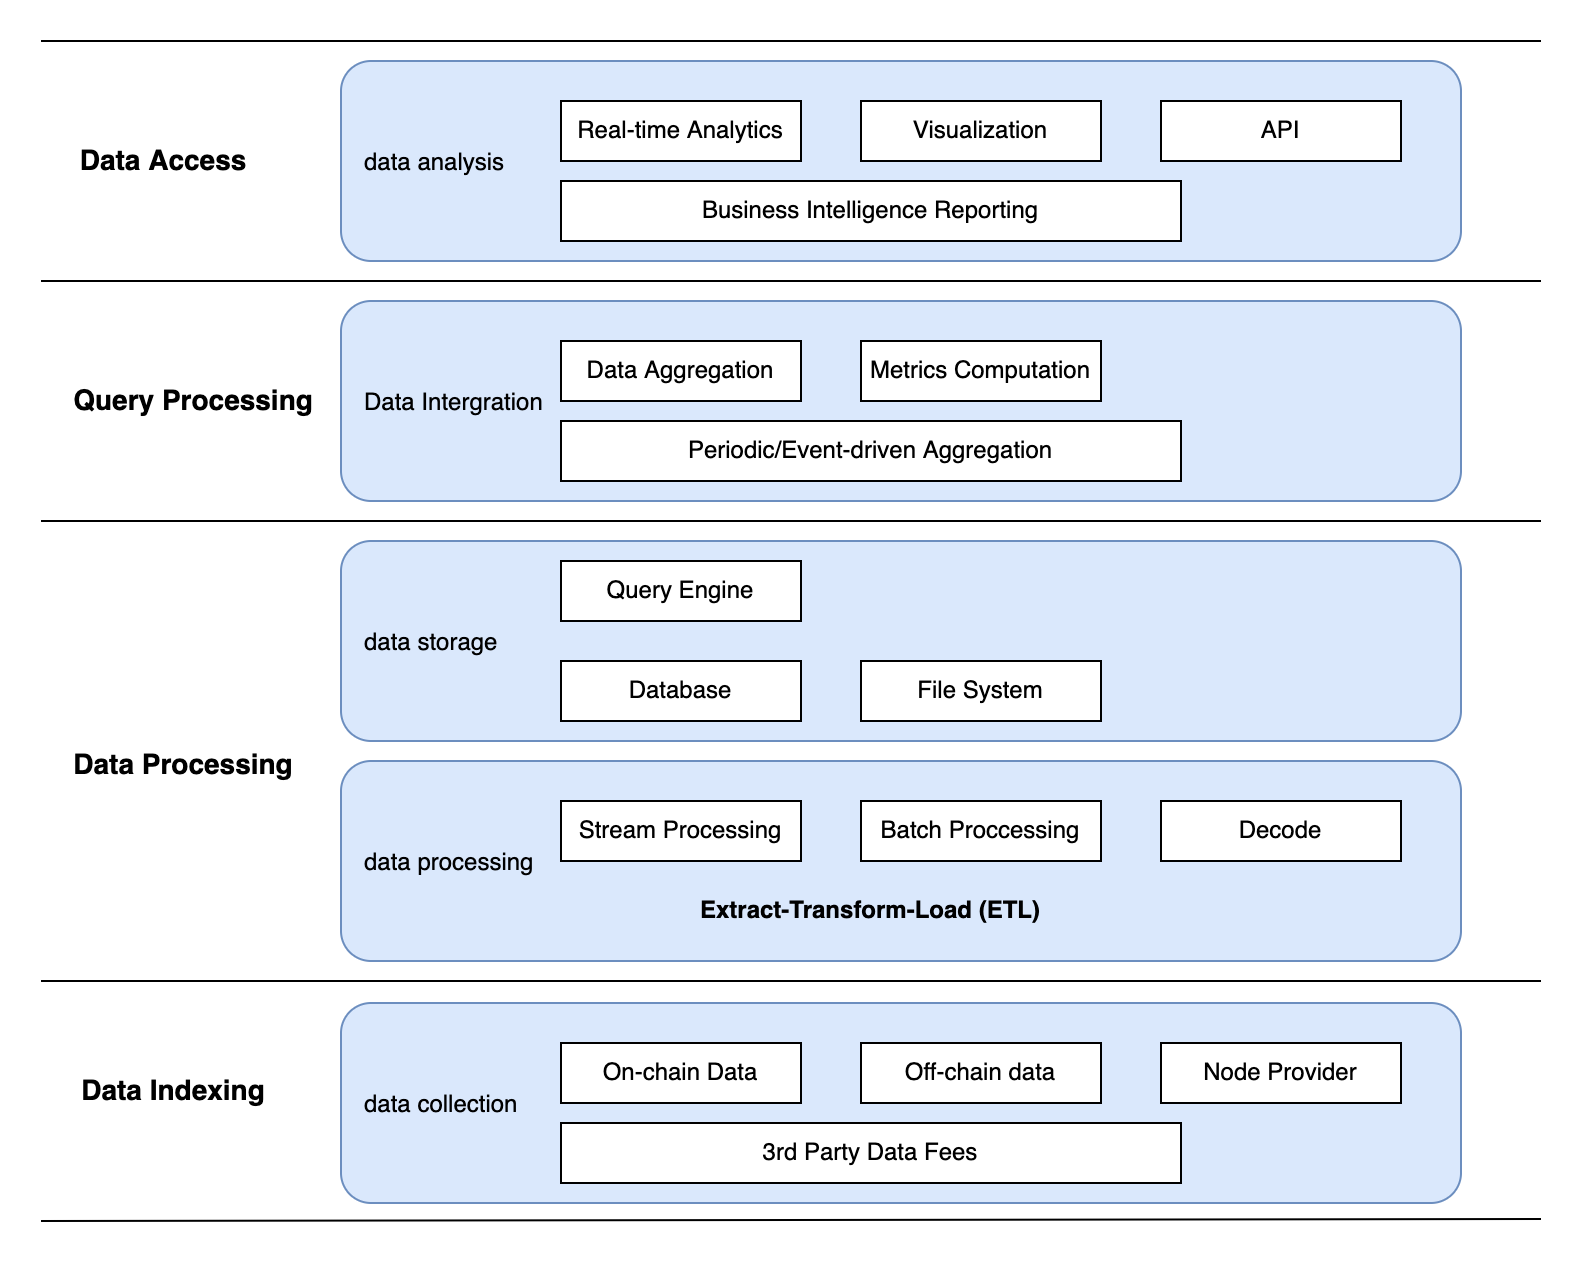 Data Access
data analysis
Real-time Analytics
Visualization
API
Business Intelligence Reporting
Query Processing
Data Intergration
Data Aggregation
Metrics Computation
Periodic/Event-driven Aggregation
Data Processing
data storage
Query Engine
Database
File System
data processing
Stream Processing
Batch Proccessing
Decode
Extract-Transform-Load (ETL)
Data Indexing
data collection
On-chain Data
Off-chain data
Node Provider
3rd Party Data Fees